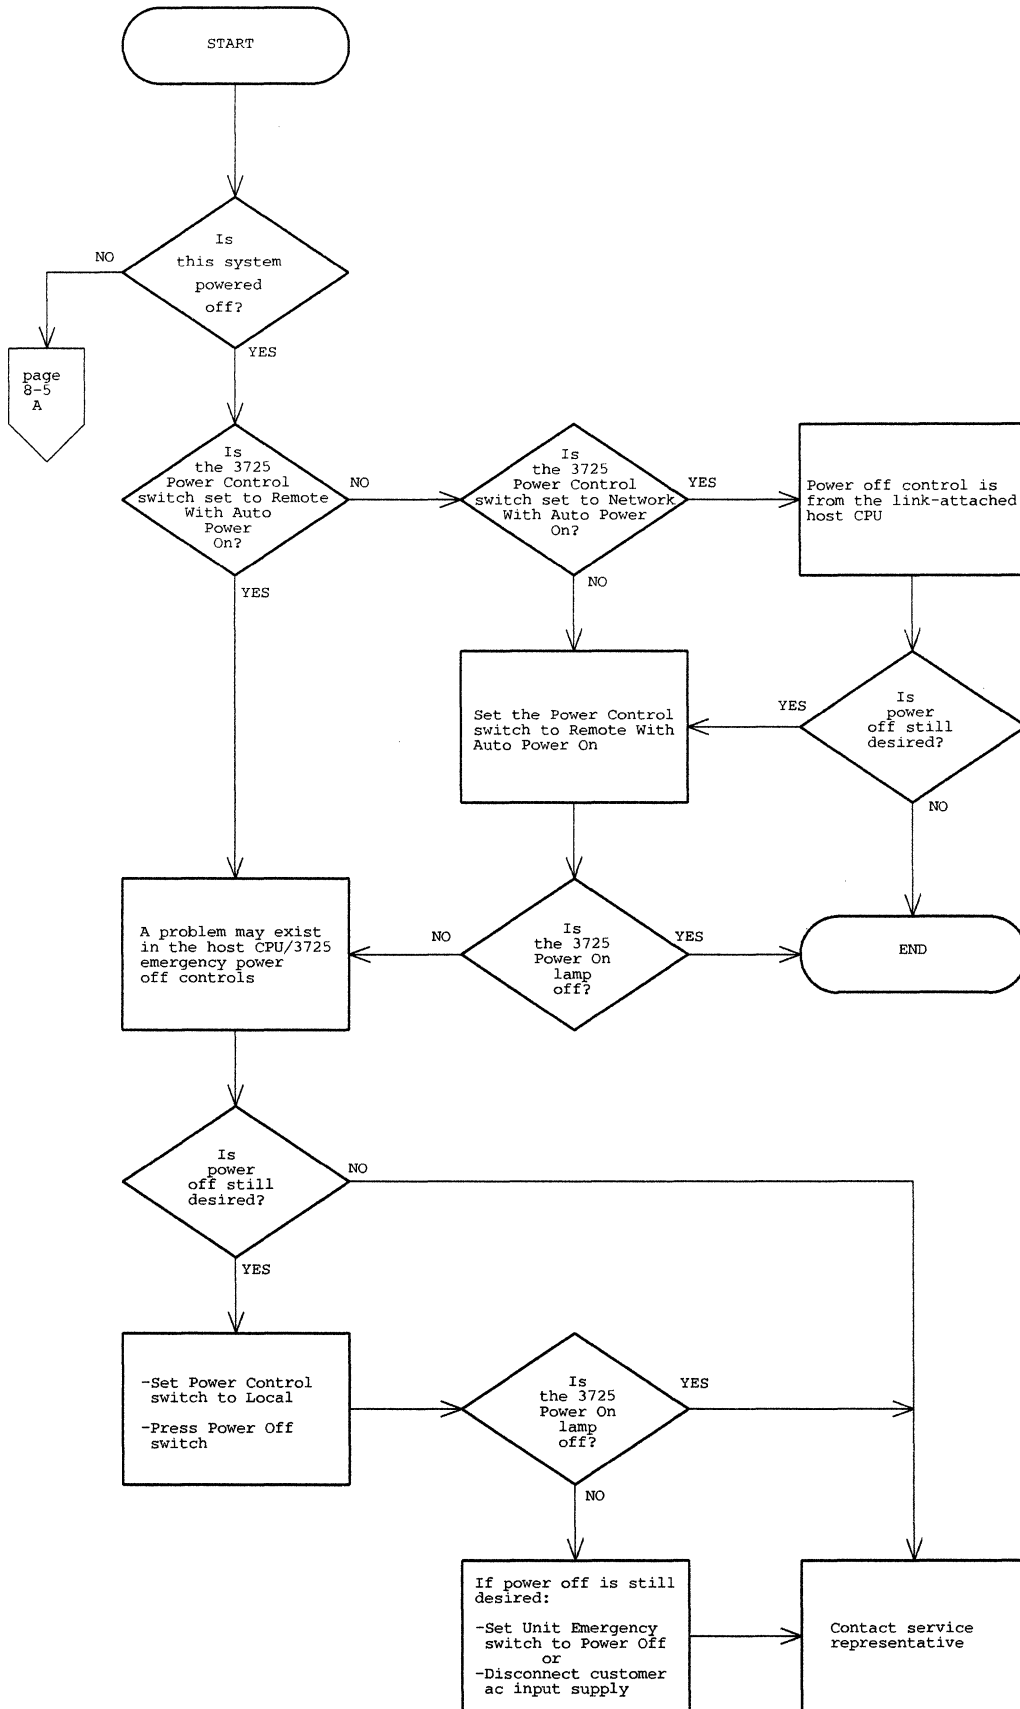 START
Is
this system
powered
off?
NO
YES
page
8-5
A
Is
the 3725
Power Control
switch set to Remote
With Auto
Power
On?
NO
YES
Is
the 3725
Power Control
switch set to Network
With Auto Power
On?
YES
NO
Power off control is
from the link-attached
host CPU
Set the Power Control
switch to Remote With
Auto Power On
YES
Is
power
off still
desired?
NO
A problem may exist
in the host CPU/3725
emergency power
off controls
NO
Is
the 3725
Power On
lamp
off?
YES
END
Is
power
off still
desired?
NO
YES
-Set Power Control
switch to Local
-Press Power Off
switch
Is
the 3725
Power On
lamp
off?
YES
NO
If power off is still
desired:
-Set Unit Emergency
switch to Power Off
or
-Disconnect customer
ac input supply
Contact service
representative